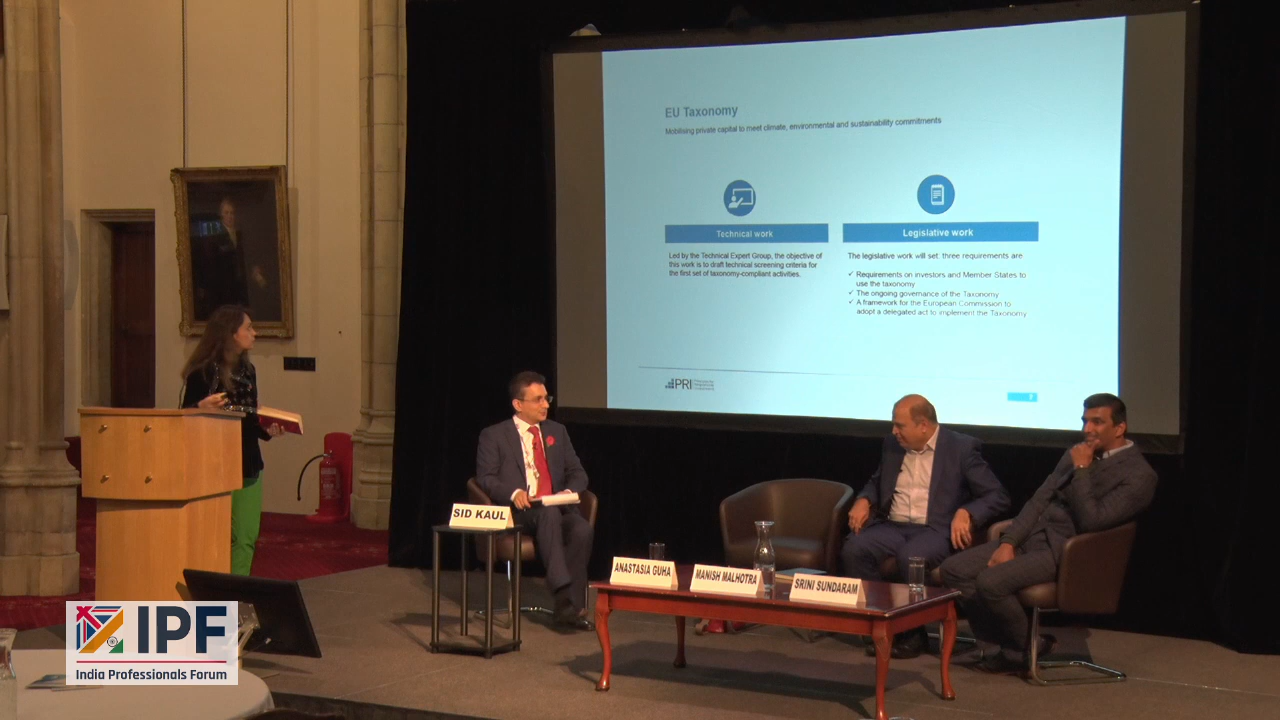 EU Taxonomy
Mobilising private capital to meet climate, environmental and sustainability commitments
Technical work
Led by the Technical Expert Group, the objective of
this work is to draft technical screening criteria for
the first set of taxonomy-compliant activities.
Legislative work
The legislative work will set three requirements are
Requirements on investors and Member States to
use the taxonomy
The ongoing governance of the Taxonomy
A framework for the European Commission to
adopt a delegated act to implement the Taxonomy
PRI
SID KAUL
ANASTASIA GUHA
MANISH MALHOTRA
SRINI SUNDARAM
IPF
India Professionals Forum